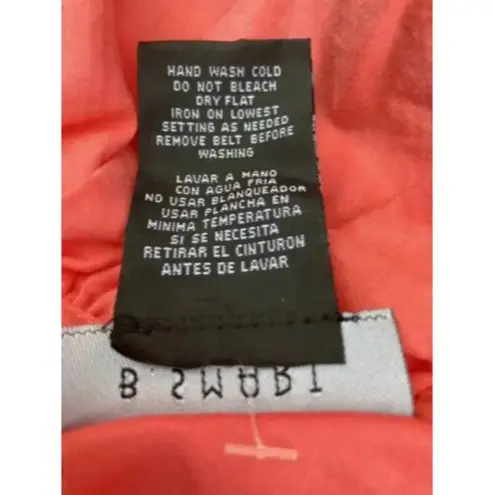 HAND WASH COLD
DO NOT BLEACH
DRY FLAT
IRON ON LOWEST
SETTING AS NEEDED
REMOVE BELT BEFORE
WASHING
LAVAR A MANO
CON AGUA FRIA
NO USAR BLANQUEADOR
USAR PLANCHA EN
MINIMA TEMPERATURA
SI SE NECESITA
RETIRAR EL CINTURON
ANTES DE LAVAR
B SMART